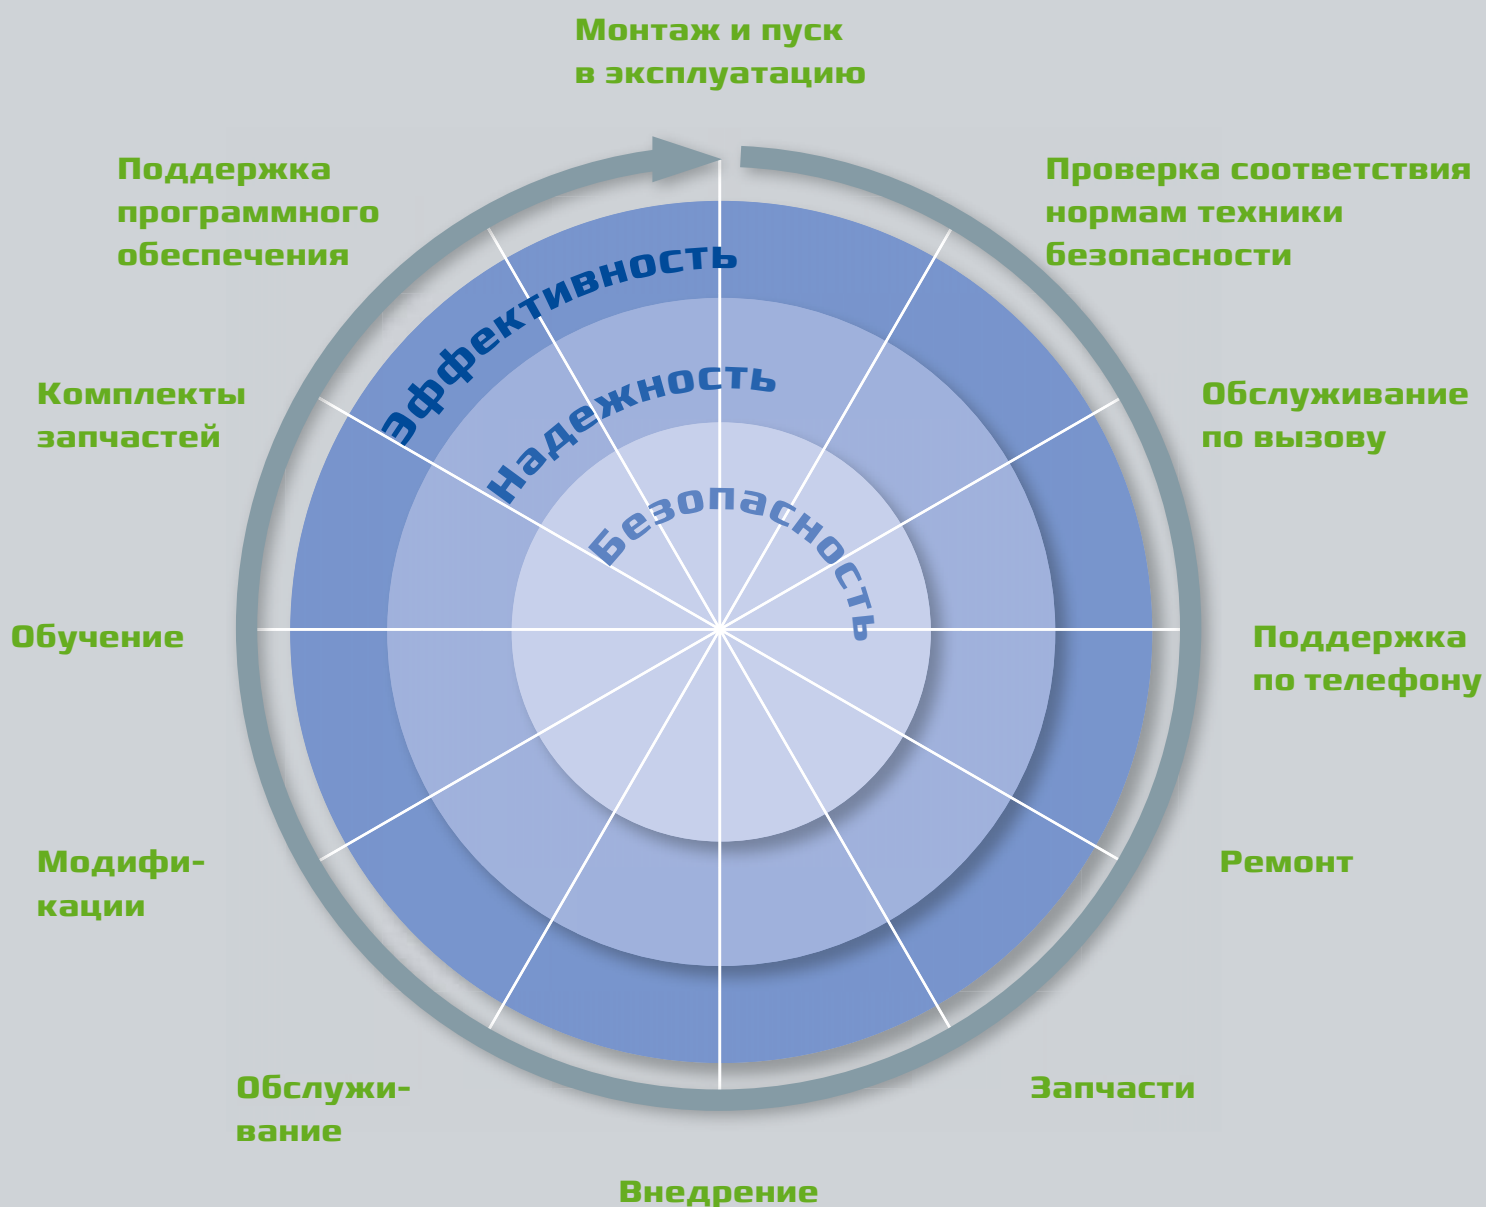 Монтаж и пуск
в эксплуатацию
Проверка соответствия
нормам техники
безопасности
Обслуживание
по вызову
Поддержка
по телефону
Ремонт
Запчасти
Внедрение
Обслужи-
вание
Модифи-
кации
Обучение
Комплекты
запчастей
Поддержка
программного
обеспечения
Эффективность
Надежность
Безопасность